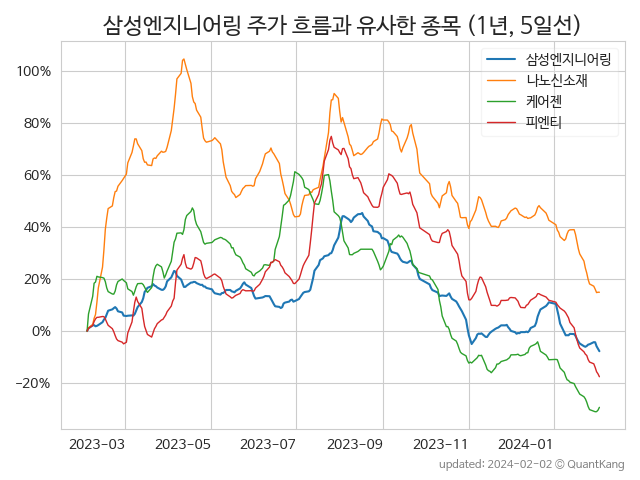 삼성엔지니어링 주가 흐름과 유사한 종목 (1년, 5일선)
삼성엔지니어링
나노신소재
케어젠
피엔티
100%
80%
60%
40%
20%
0%
−20%
2023-03
2023-05
2023-07
2023-09
2023-11
2024-01
updated: 2024-02-02 © QuantKang